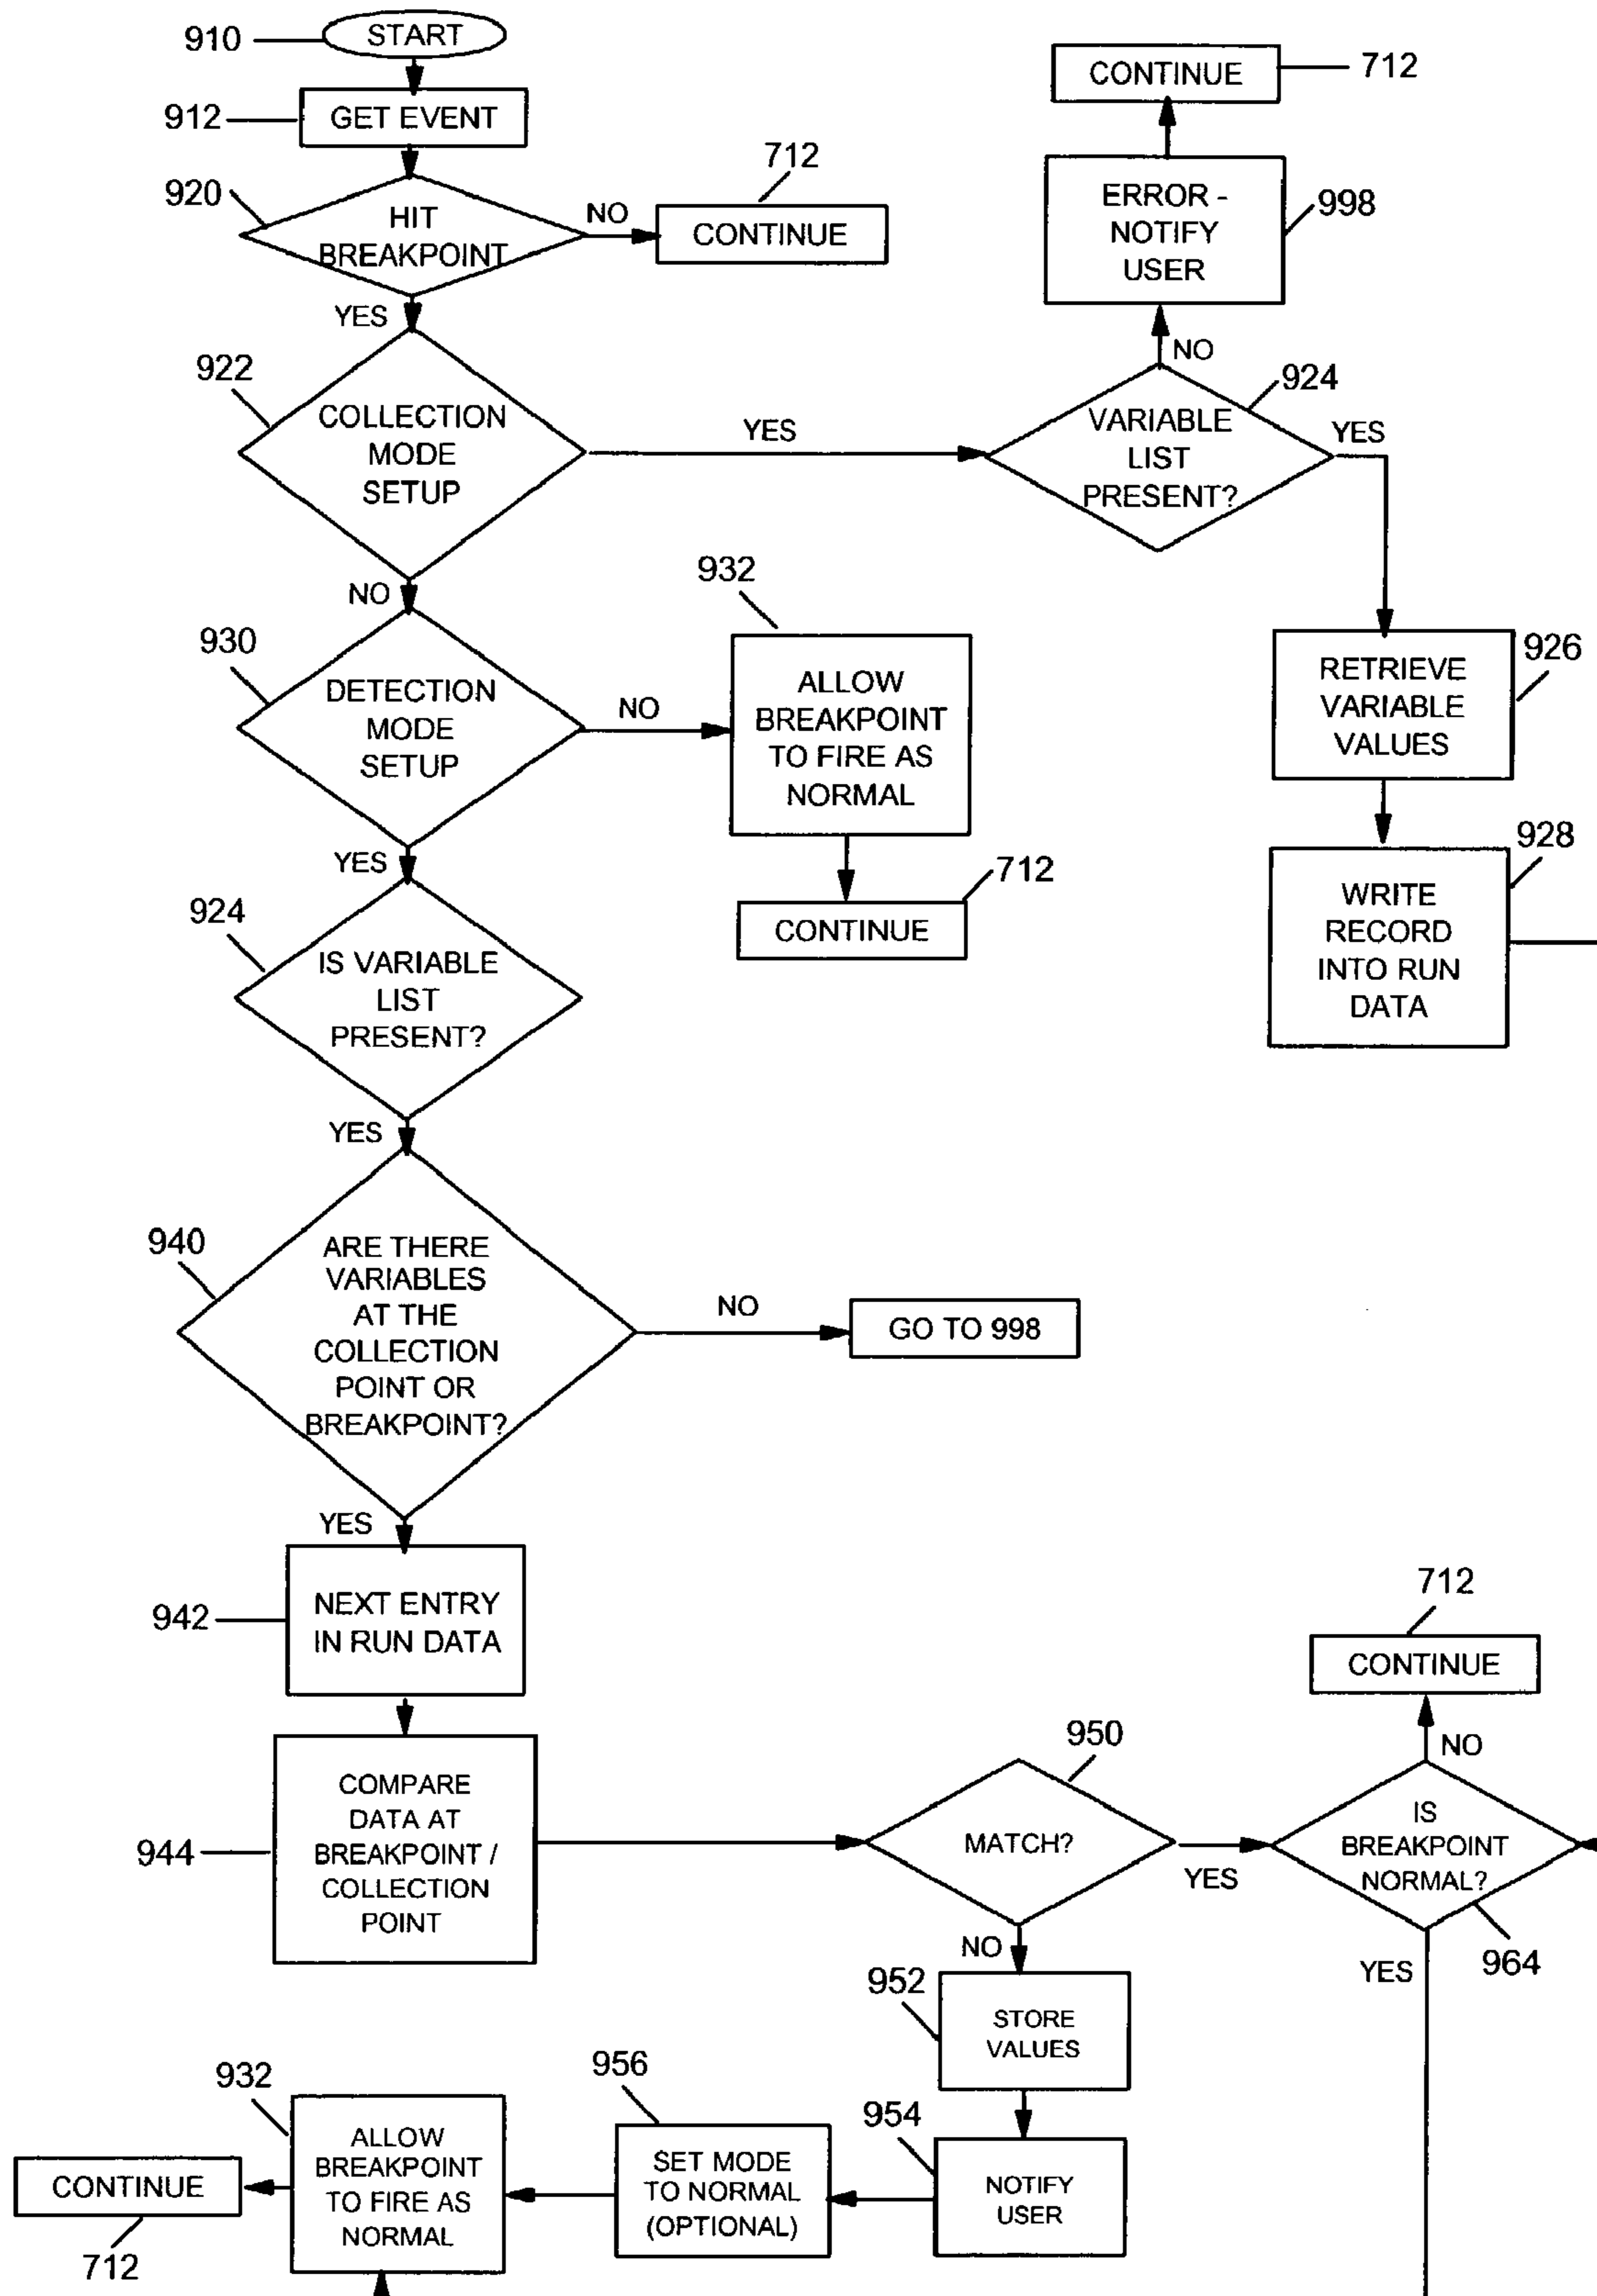 910
START
912
GET EVENT
920
HIT
BREAKPOINT
NO
712
CONTINUE
YES
CONTINUE
712
ERROR -
NOTIFY
USER
998
NO
922
COLLECTION
MODE
SETUP
YES
924
VARIABLE
LIST
PRESENT?
YES
NO
930
DETECTION
MODE
SETUP
NO
932
ALLOW
BREAKPOINT
TO FIRE AS
NORMAL
712
CONTINUE
926
RETRIEVE
VARIABLE
VALUES
928
WRITE
RECORD
INTO RUN
DATA
YES
924
IS VARIABLE
LIST
PRESENT?
YES
940
ARE THERE
VARIABLES
AT THE
COLLECTION
POINT OR
BREAKPOINT?
NO
GO TO 998
YES
942
NEXT ENTRY
IN RUN DATA
944
COMPARE
DATA AT
BREAKPOINT /
COLLECTION
POINT
950
MATCH?
YES
712
CONTINUE
NO
IS
BREAKPOINT
NORMAL?
964
YES
NO
952
STORE
VALUES
954
NOTIFY
USER
956
SET MODE
TO NORMAL
(OPTIONAL)
932
ALLOW
BREAKPOINT
TO FIRE AS
NORMAL
CONTINUE
712